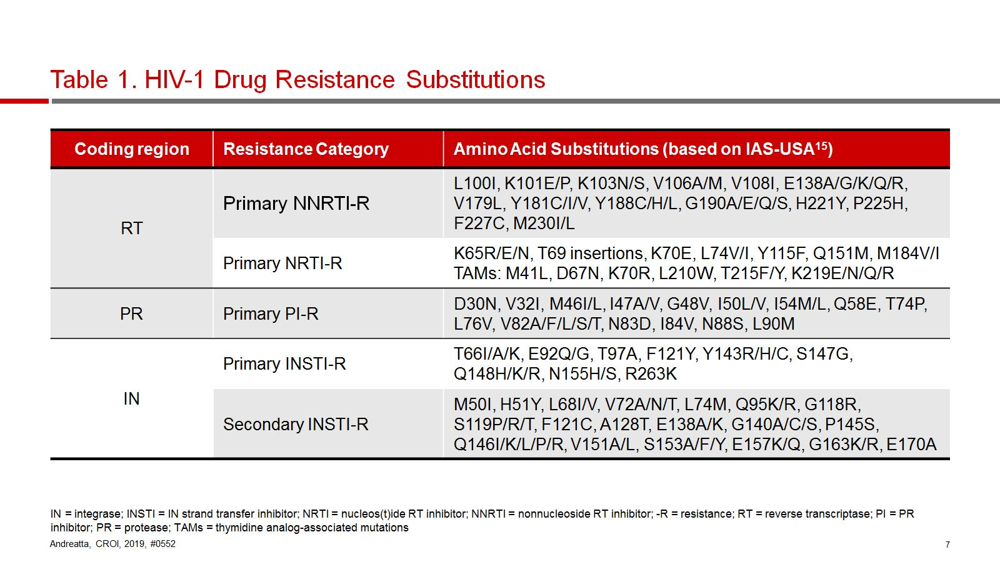 Table 1. HIV-1 Drug Resistance Substitutions
Coding region Resistance Category Amino Acid Substitutions (based on IAS-USA15)
RT
Primary NNRTI-R
L100I, K101E/P, K103N/S, V106A/M, V108I, E138A/G/K/Q/R,
V179L, Y181C/I/V, Y188C/H/L, G190A/E/Q/S, H221Y, P225H,
F227C, M230I/L
Primary NRTI-R
K65R/E/N, T69 insertions, K70E, L74V/I, Y115F, Q151M, M184V/I
TAMs: M41L, D67N, K70R, L210W, T215F/Y, K219E/N/Q/R
PR
Primary PI-R
D30N, V32I, M46I/L, I47A/V, G48V, I50L/V, I54M/L, Q58E, T74P,
L76V, V82A/F/L/S/T, N83D, I84V, N88S, L90M
IN
Primary INSTI-R
T66I/A/K, E92Q/G, T97A, F121Y, Y143R/H/C, S147G,
Q148H/K/R, N155H/S, R263K
Secondary INSTI-R
M50I, H51Y, L68I/V, V72A/N/T, L74M, Q95K/R, G118R,
S119P/R/T, F121C, A128T, E138A/K, G140A/C/S, P145S,
Q146I/K/L/P/R, V151A/L, S153A/F/Y, E157K/Q, G163K/R, E170A
IN = integrase; INSTI = IN strand transfer inhibitor; NRTI = nucleos(t)ide RT inhibitor; NNRTI = nonnucleoside RT inhibitor; -R = resistance; RT = reverse transcriptase; PI = PR
inhibitor; PR = protease; TAMs = thymidine analog-associated mutations
Andreatta, CROI, 2019, #0552
7